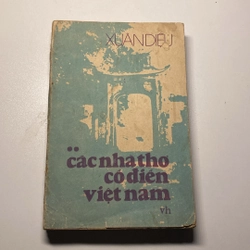 XUÂN DIỆU
các nhà thơ
cổ điển
việt nam
vh